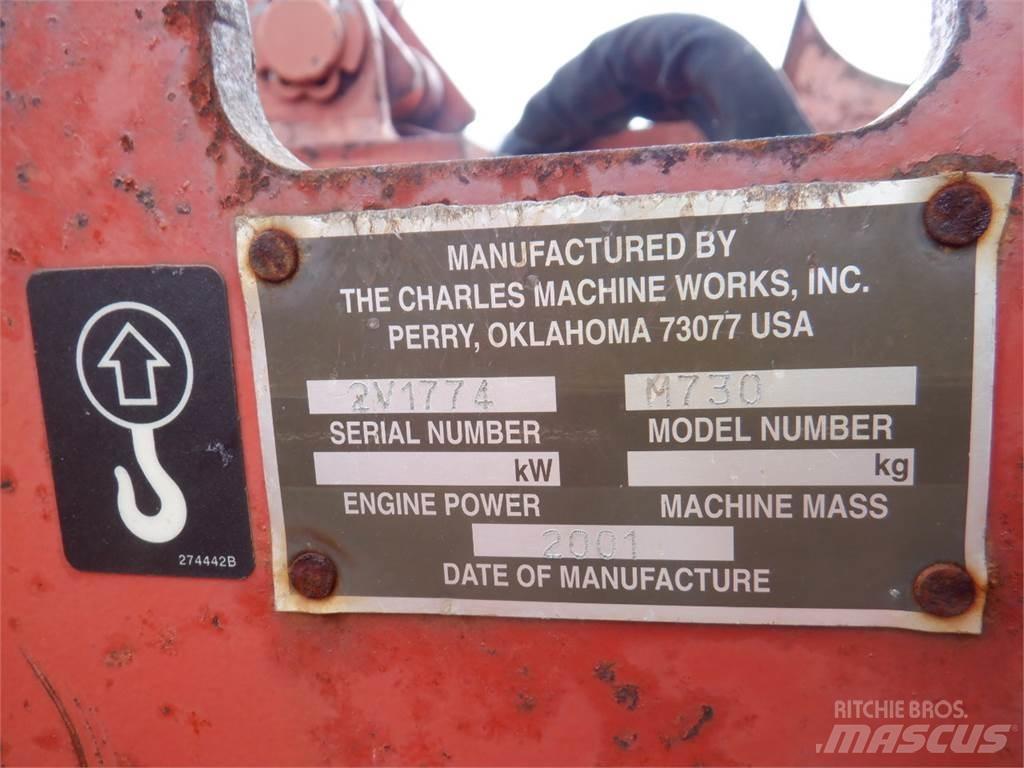 MANUFACTURED BY
THE CHARLES MACHINE WORKS, INC.
PERRY, OKLAHOMA 73077 USA
2V1774 M730
SERIAL NUMBER MODEL NUMBER
kW kg
ENGINE POWER MACHINE MASS
2001
DATE OF MANUFACTURE
274442B
RITCHIE BROS.
MASCUS